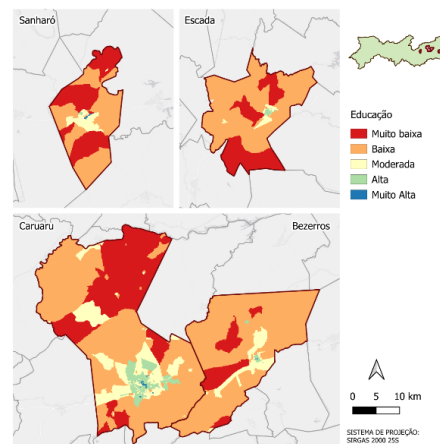 Sanharó
Escada
Educação
Muito baixa
Baixa
Moderada
Alta
Muito Alta
Caruaru
Bezerros
0 5 10 km
SISTEMA DE PROJEÇÃO:
SIRGAS 2000 25S